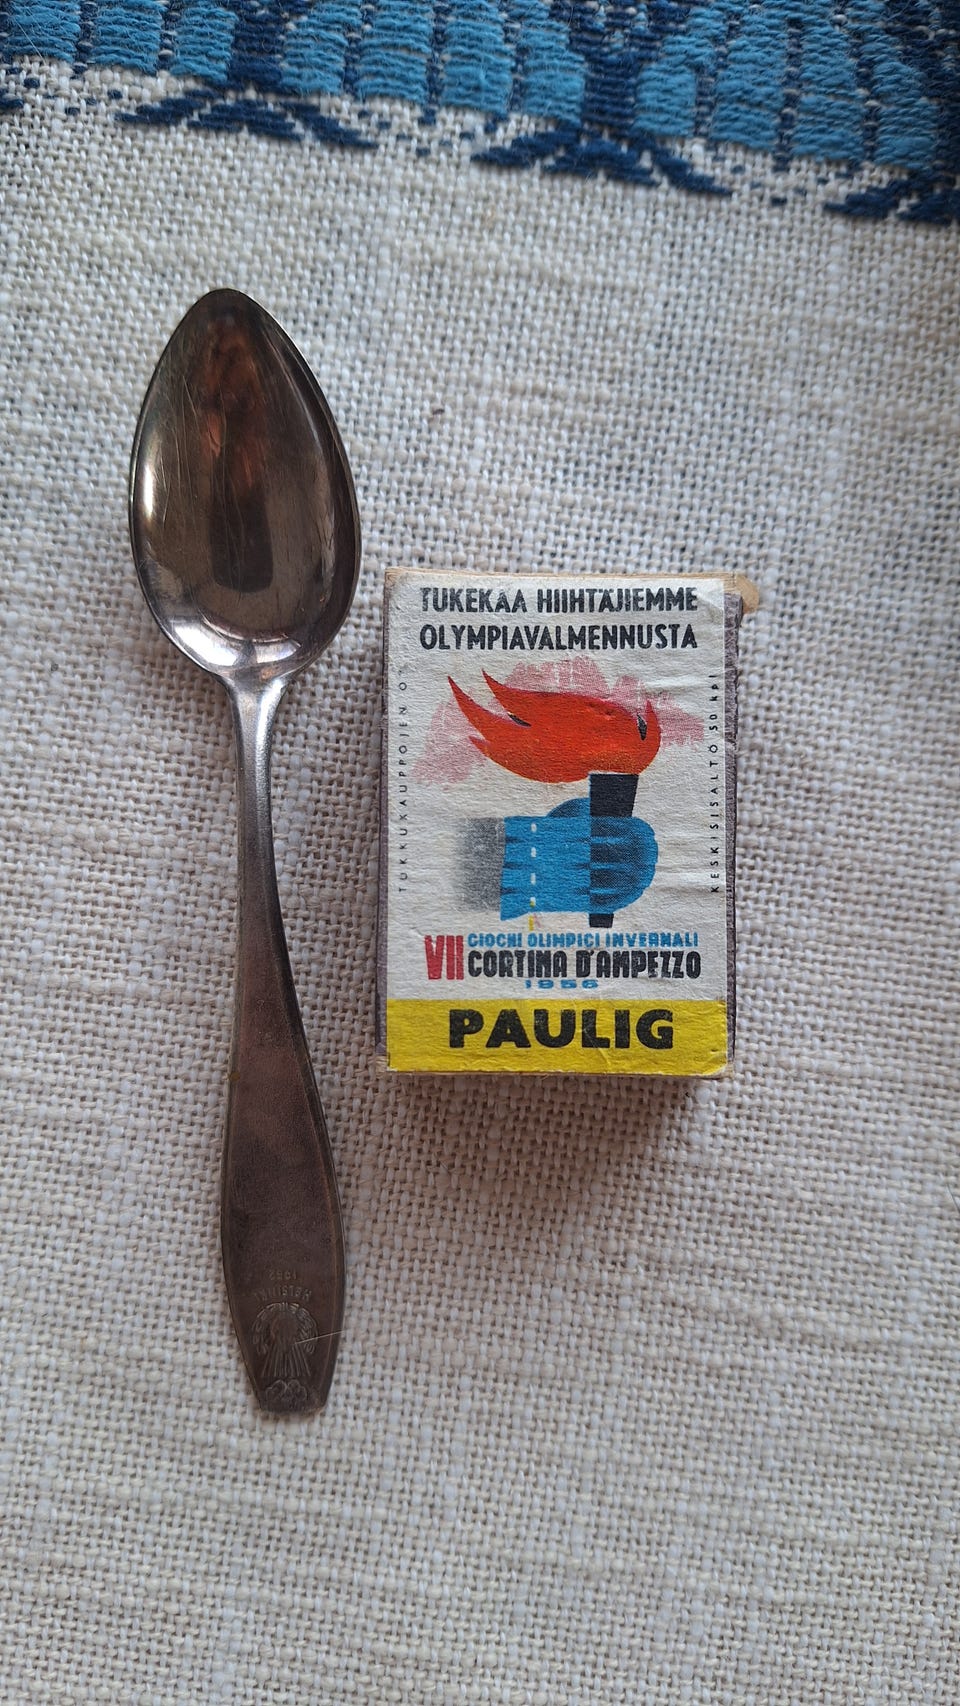 TUKEKAA HIIHTÄJIEMME
OLYMPIAVALMENNUSTA
TUKKUKAUPPOJEN OY
KESKISISÄLTÖ 50 kpl
VII GIOCHI OLIMPICI INVERNALI
CORTINA D'AMPEZZO
1956
PAULIG
HELSINKI
1952